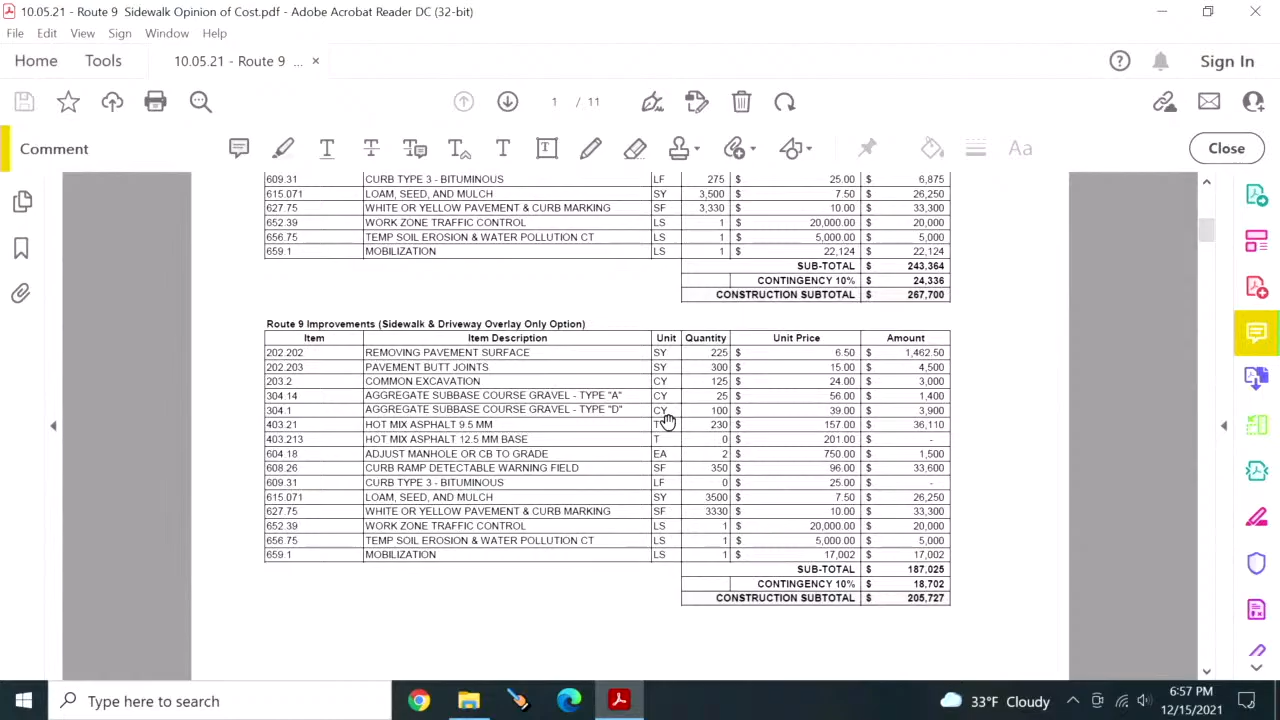 10.05.21 - Route 9 Sidewalk Opinion of Cost.pdf - Adobe Acrobat Reader DC (32-bit)
File Edit View Sign Window Help
Home Tools 10.05.21 - Route 9 ... × Sign In
1 / 11
Comment Close
609.31 CURB TYPE 3 - BITUMINOUS LF 275 $ 25.00 $ 6,875
615.071 LOAM, SEED, AND MULCH SY 3,500 $ 7.50 $ 26,250
627.75 WHITE OR YELLOW PAVEMENT & CURB MARKING SF 3,330 $ 10.00 $ 33,300
652.39 WORK ZONE TRAFFIC CONTROL LS 1 $ 20,000.00 $ 20,000
656.75 TEMP SOIL EROSION & WATER POLLUTION CT LS 1 $ 5,000.00 $ 5,000
659.1 MOBILIZATION LS 1 $ 22,124 $ 22,124
SUB-TOTAL $ 243,364
CONTINGENCY 10% $ 24,336
CONSTRUCTION SUBTOTAL $ 267,700
Route 9 Improvements (Sidewalk & Driveway Overlay Only Option)
Item Item Description Unit Quantity Unit Price Amount
202.202 REMOVING PAVEMENT SURFACE SY 225 $ 6.50 $ 1,462.50
202.203 PAVEMENT BUTT JOINTS SY 300 $ 15.00 $ 4,500
203.2 COMMON EXCAVATION CY 125 $ 24.00 $ 3,000
304.14 AGGREGATE SUBBASE COURSE GRAVEL - TYPE "A" CY 25 $ 56.00 $ 1,400
304.1 AGGREGATE SUBBASE COURSE GRAVEL - TYPE "D" CY 100 $ 39.00 $ 3,900
403.21 HOT MIX ASPHALT 9.5 MM T 230 $ 157.00 $ 36,110
403.213 HOT MIX ASPHALT 12.5 MM BASE T 0 $ 201.00 $ -
604.18 ADJUST MANHOLE OR CB TO GRADE EA 2 $ 750.00 $ 1,500
608.26 CURB RAMP DETECTABLE WARNING FIELD SF 350 $ 96.00 $ 33,600
609.31 CURB TYPE 3 - BITUMINOUS LF 0 $ 25.00 $ -
615.071 LOAM, SEED, AND MULCH SY 3500 $ 7.50 $ 26,250
627.75 WHITE OR YELLOW PAVEMENT & CURB MARKING SF 3330 $ 10.00 $ 33,300
652.39 WORK ZONE TRAFFIC CONTROL LS 1 $ 20,000.00 $ 20,000
656.75 TEMP SOIL EROSION & WATER POLLUTION CT LS 1 $ 5,000.00 $ 5,000
659.1 MOBILIZATION LS 1 $ 17,002 $ 17,002
SUB-TOTAL $ 187,025
CONTINGENCY 10% $ 18,702
CONSTRUCTION SUBTOTAL $ 205,727
Type here to search 33°F Cloudy 6:57 PM
12/15/2021